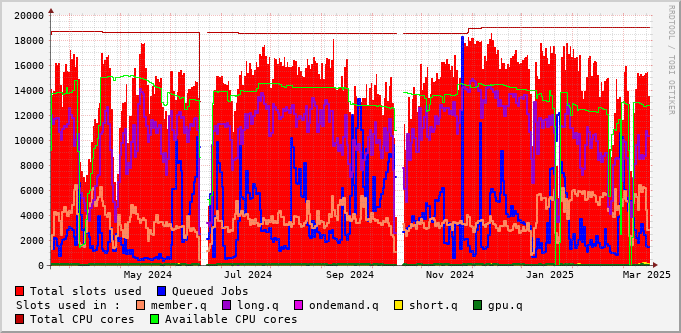 20000
18000
16000
14000
12000
10000
8000
6000
4000
2000
0
May 2024 Jul 2024 Sep 2024 Nov 2024 Jan 2025 Mar 2025
RRDTOOL / TOBI OETIKER
Total slots used Queued Jobs
Slots used in : member.q long.q ondemand.q short.q gpu.q
Total CPU cores Available CPU cores